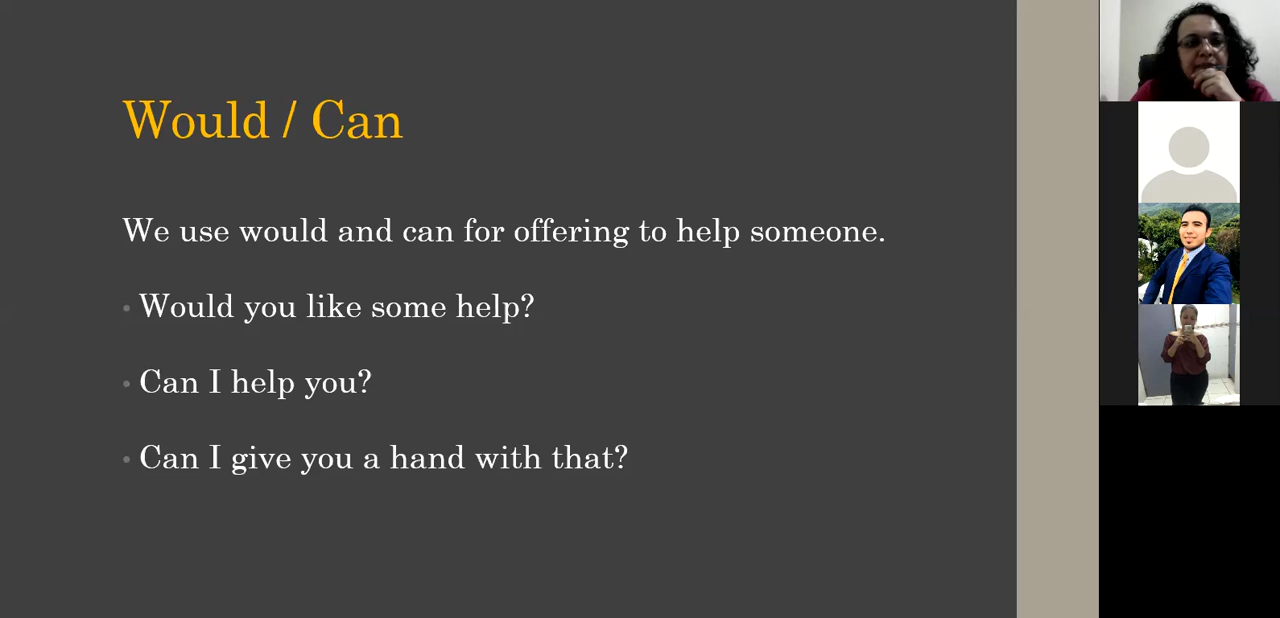 Would / Can
We use would and can for offering to help someone.
• Would you like some help?
• Can I help you?
• Can I give you a hand with that?